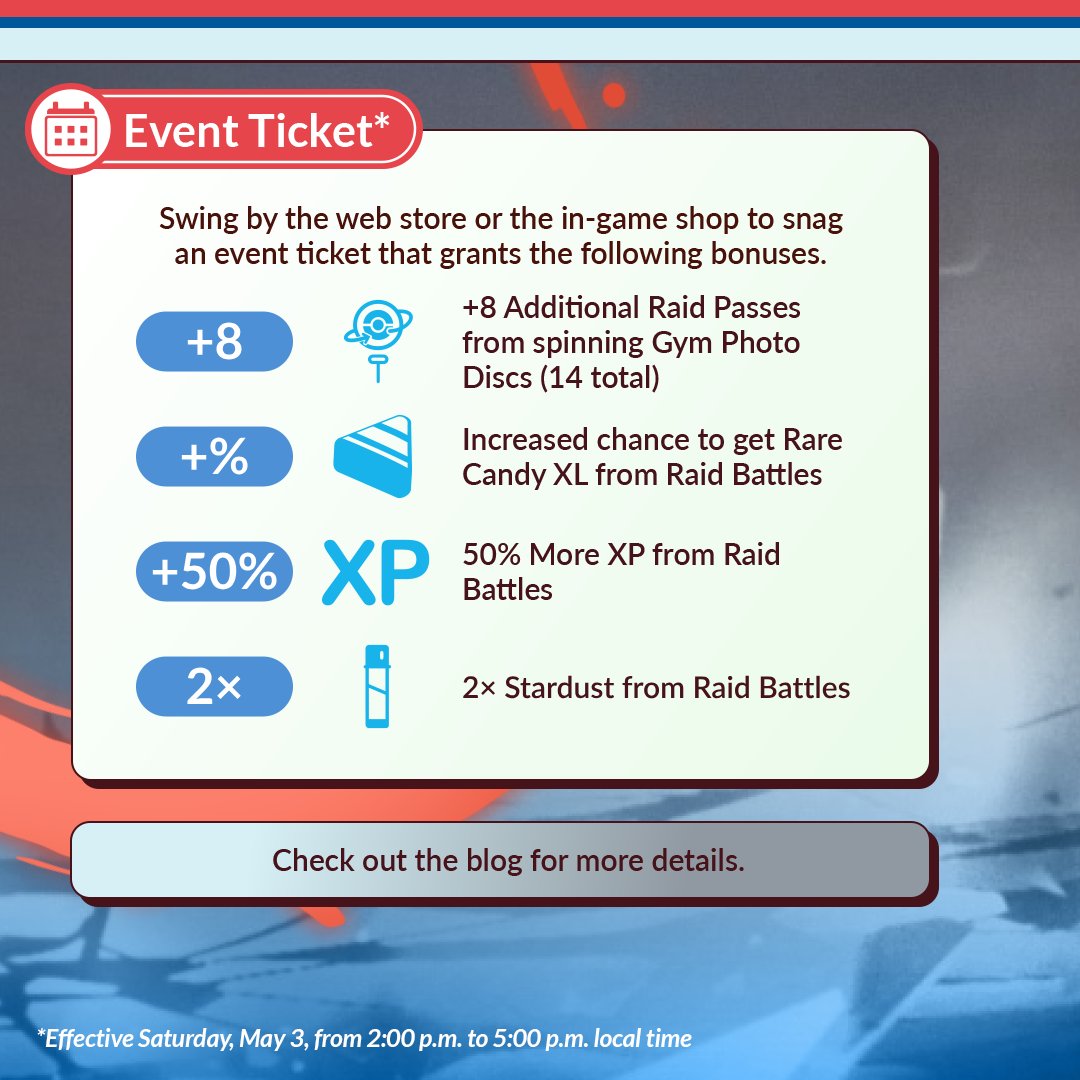 Event Ticket*
Swing by the web store or the in-game shop to snag
an event ticket that grants the following bonuses.
+8
+8 Additional Raid Passes
from spinning Gym Photo
Discs (14 total)
+%
Increased chance to get Rare
Candy XL from Raid Battles
+50%
XP
50% More XP from Raid
Battles
2×
2× Stardust from Raid Battles
Check out the blog for more details.
*Effective Saturday, May 3, from 2:00 p.m. to 5:00 p.m. local time